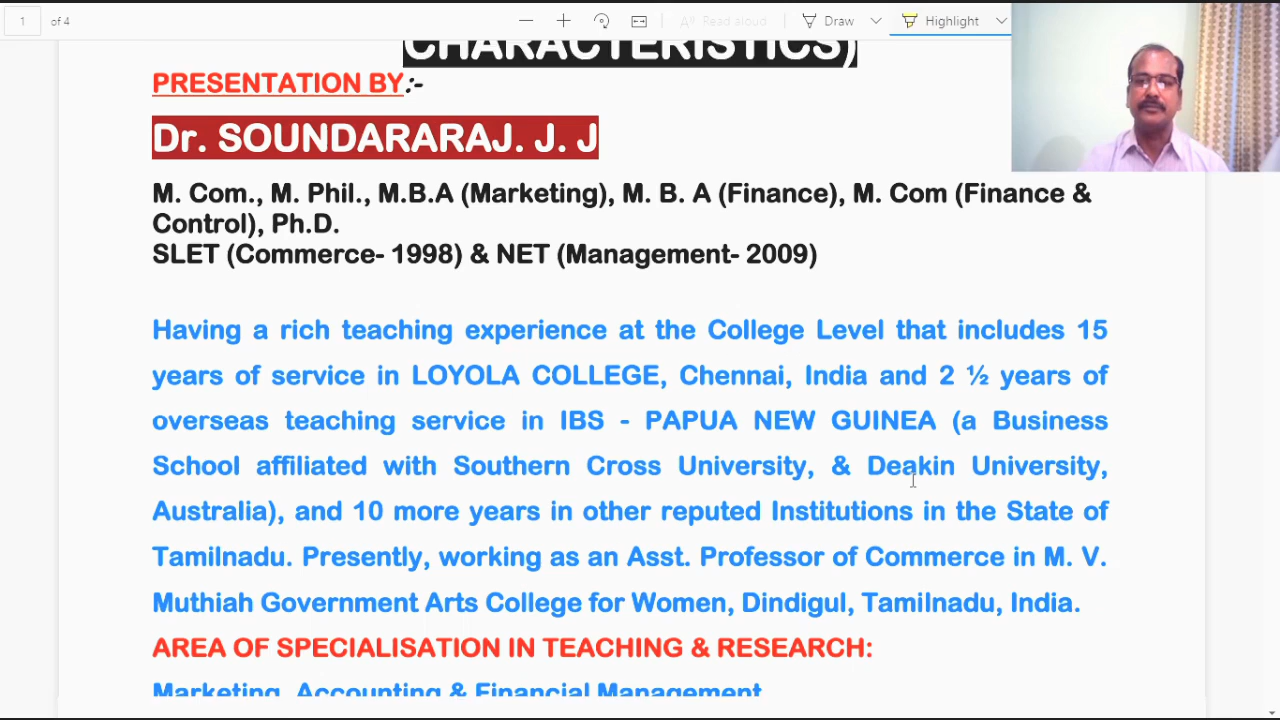 1 of 4 Read aloud Draw Highlight
CHARACTERISTICS)
PRESENTATION BY:-
Dr. SOUNDARARAJ. J. J
M. Com., M. Phil., M.B.A (Marketing), M. B. A (Finance), M. Com (Finance &
Control), Ph.D.
SLET (Commerce- 1998) & NET (Management- 2009)
Having a rich teaching experience at the College Level that includes 15
years of service in LOYOLA COLLEGE, Chennai, India and 2 ½ years of
overseas teaching service in IBS - PAPUA NEW GUINEA (a Business
School affiliated with Southern Cross University, & Deakin University,
Australia), and 10 more years in other reputed Institutions in the State of
Tamilnadu. Presently, working as an Asst. Professor of Commerce in M. V.
Muthiah Government Arts College for Women, Dindigul, Tamilnadu, India.
AREA OF SPECIALISATION IN TEACHING & RESEARCH:
Marketing, Accounting & Financial Management